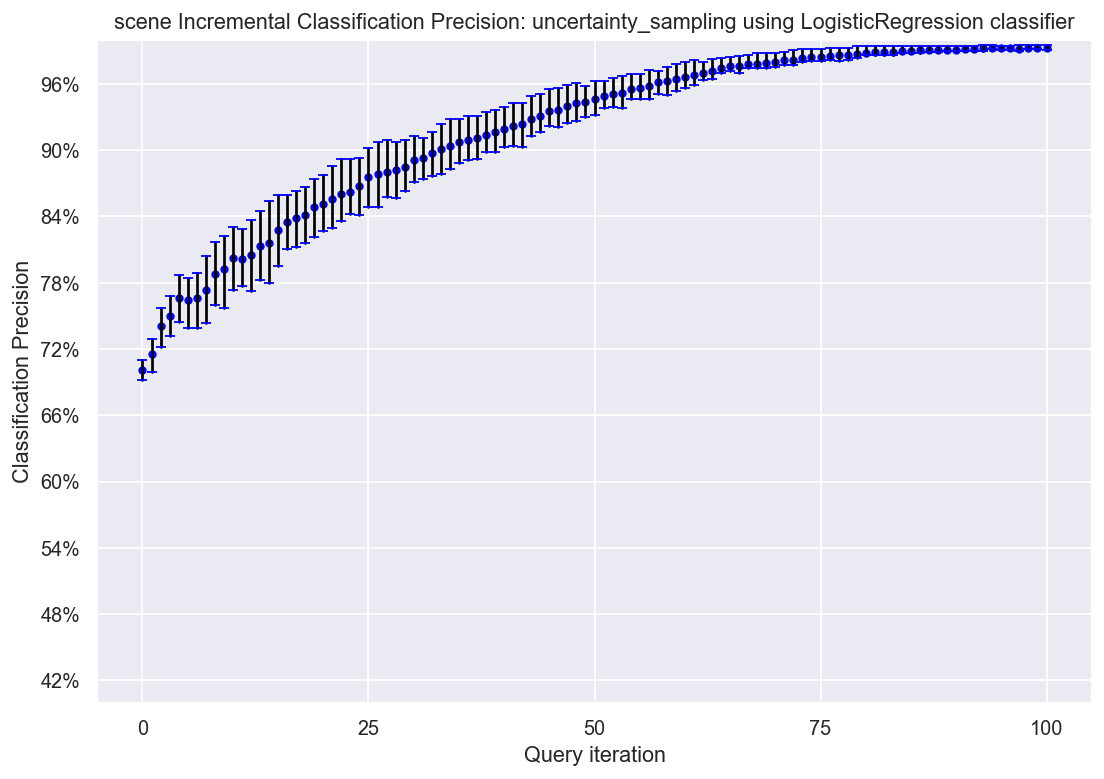 scene Incremental Classification Precision: uncertainty_sampling using LogisticRegression classifier
Classification Precision
96%
90%
84%
78%
72%
66%
60%
54%
48%
42%
0 25 50 75 100
Query iteration